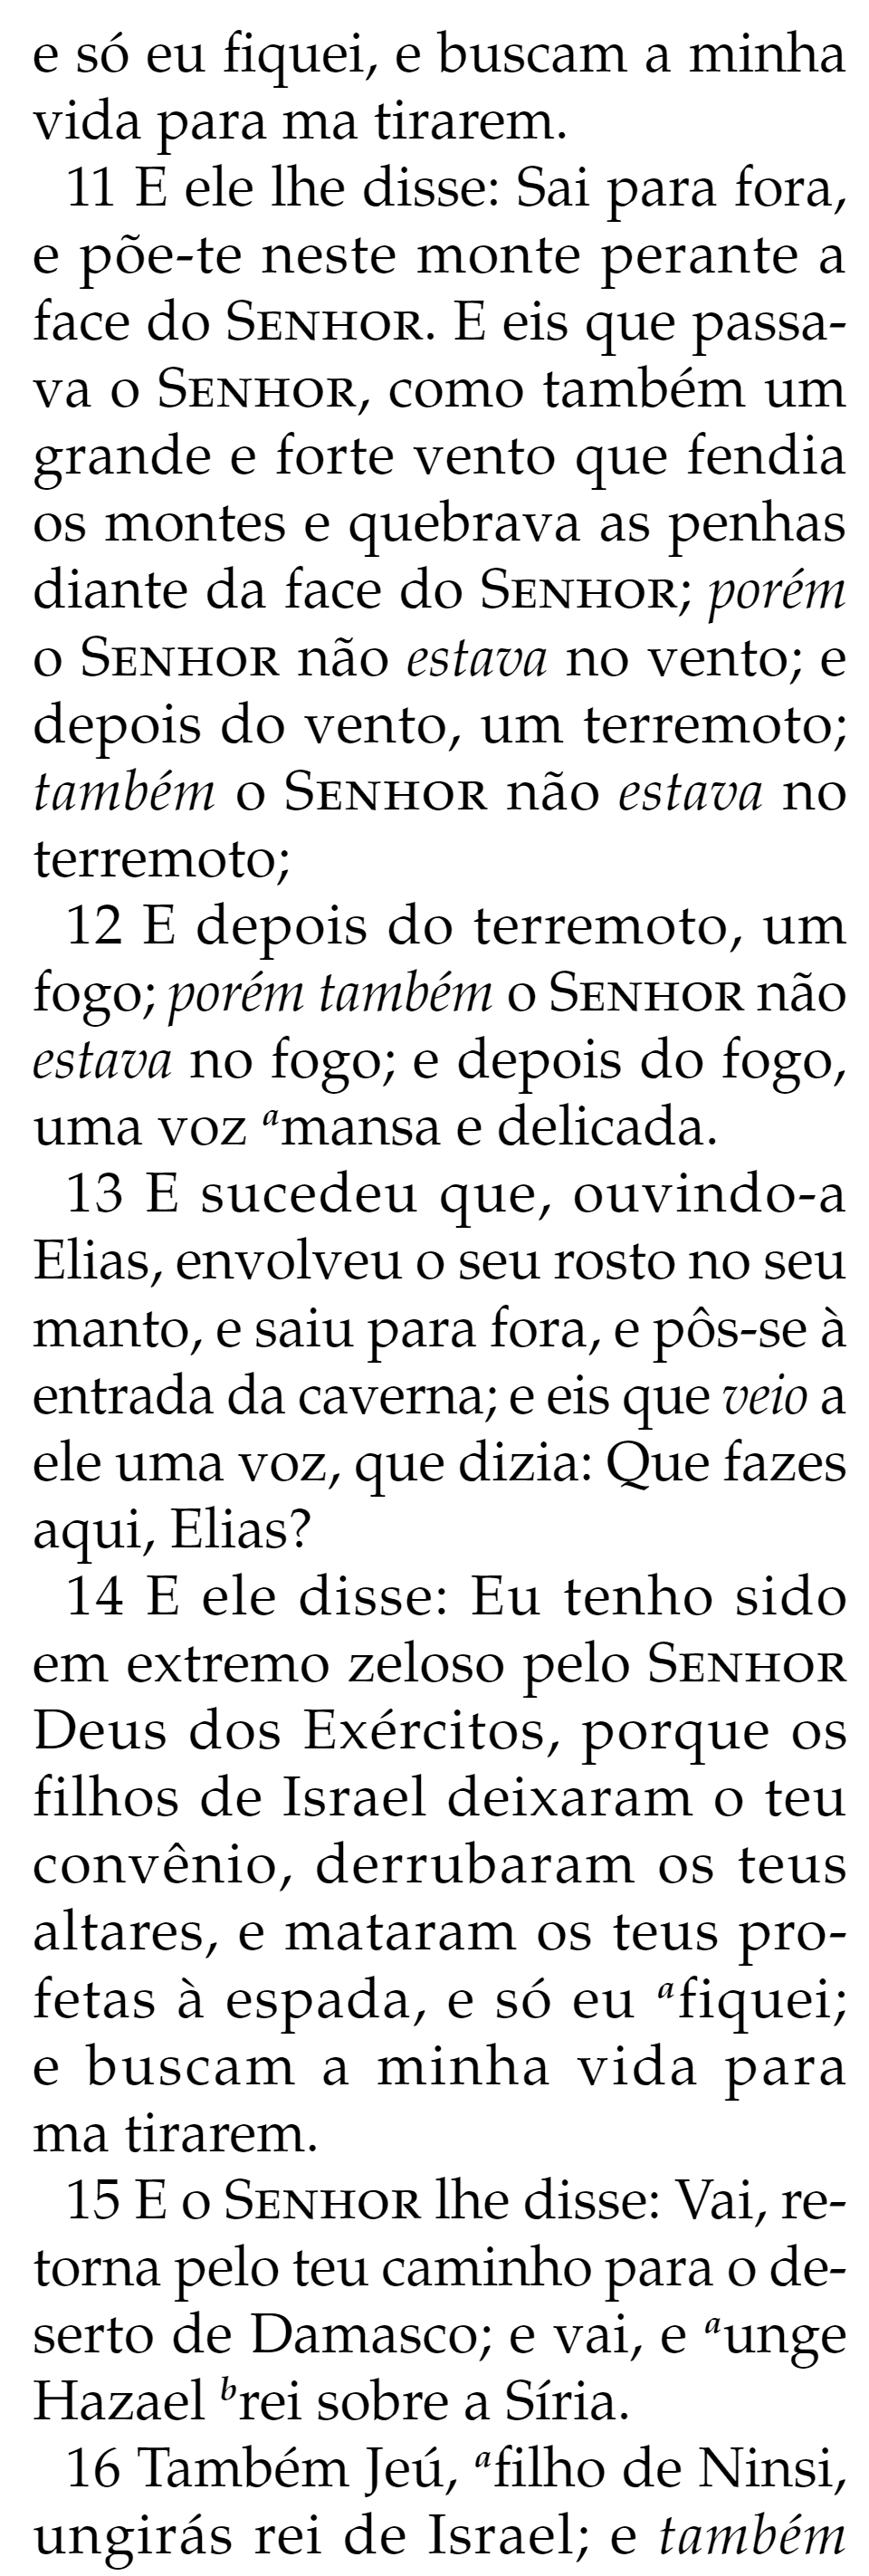 e só eu fiquei, e buscam a minha
vida para ma tirarem.
11 E ele lhe disse: Sai para fora,
e põe-te neste monte perante a
face do SENHOR. E eis que passa-
va o SENHOR, como também um
grande e forte vento que fendia
os montes e quebrava as penhas
diante da face do SENHOR; porém
o SENHOR não estava no vento; e
depois do vento, um terremoto;
também o SENHOR não estava no
terremoto;
12 E depois do terremoto, um
fogo; porém também o SENHOR não
estava no fogo; e depois do fogo,
uma voz amansa e delicada.
13 E sucedeu que, ouvindo-a
Elias, envolveu o seu rosto no seu
manto, e saiu para fora, e pôs-se à
entrada da caverna; e eis que veio a
ele uma voz, que dizia: Que fazes
aqui, Elias?
14 E ele disse: Eu tenho sido
em extremo zeloso pelo SENHOR
Deus dos Exércitos, porque os
filhos de Israel deixaram o teu
convênio, derrubaram os teus
altares, e mataram os teus pro-
fetas à espada, e só eu afiquei;
e buscam a minha vida para
ma tirarem.
15 E o SENHOR lhe disse: Vai, re-
torna pelo teu caminho para o de-
serto de Damasco; e vai, e aunge
Hazael brei sobre a Síria.
16 Também Jeú, afilho de Ninsi,
ungirás rei de Israel; e também